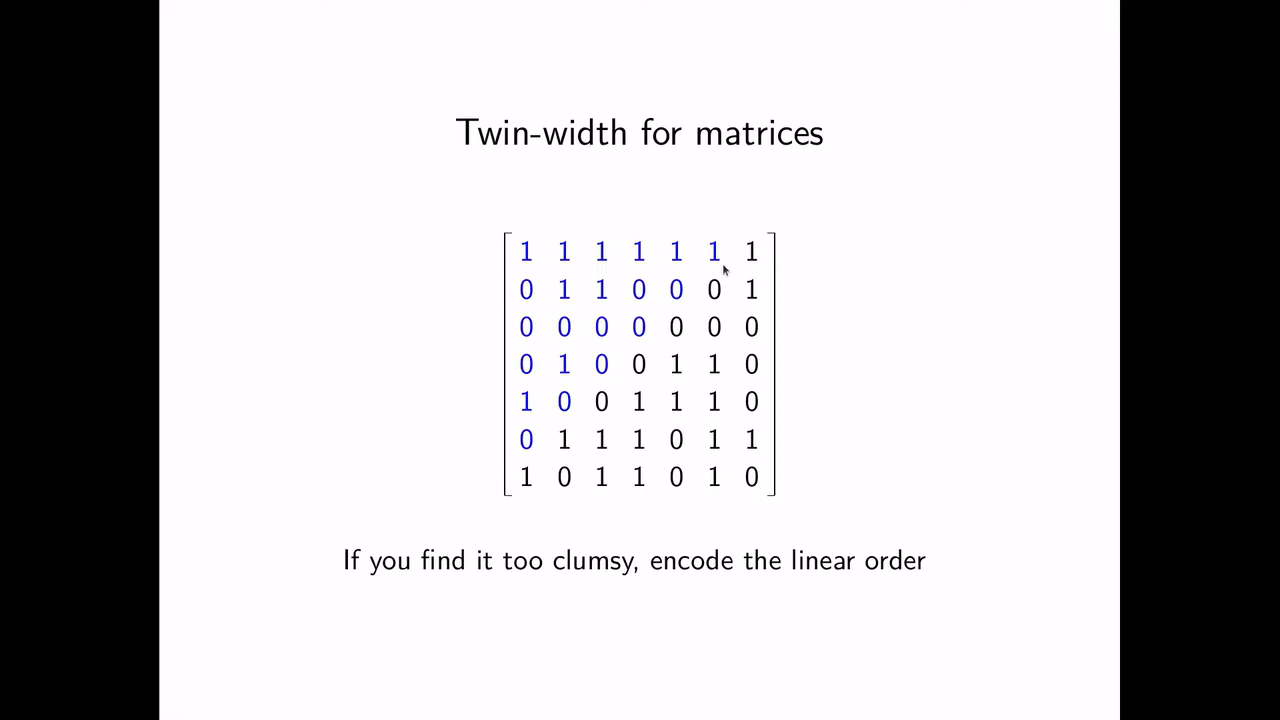 Twin-width for matrices
1 1 1 1 1 1 1
0 1 1 0 0 0 1
0 0 0 0 0 0 0
0 1 0 0 1 1 0
1 0 0 1 1 1 0
0 1 1 1 0 1 1
1 0 1 1 0 1 0
If you find it too clumsy, encode the linear order